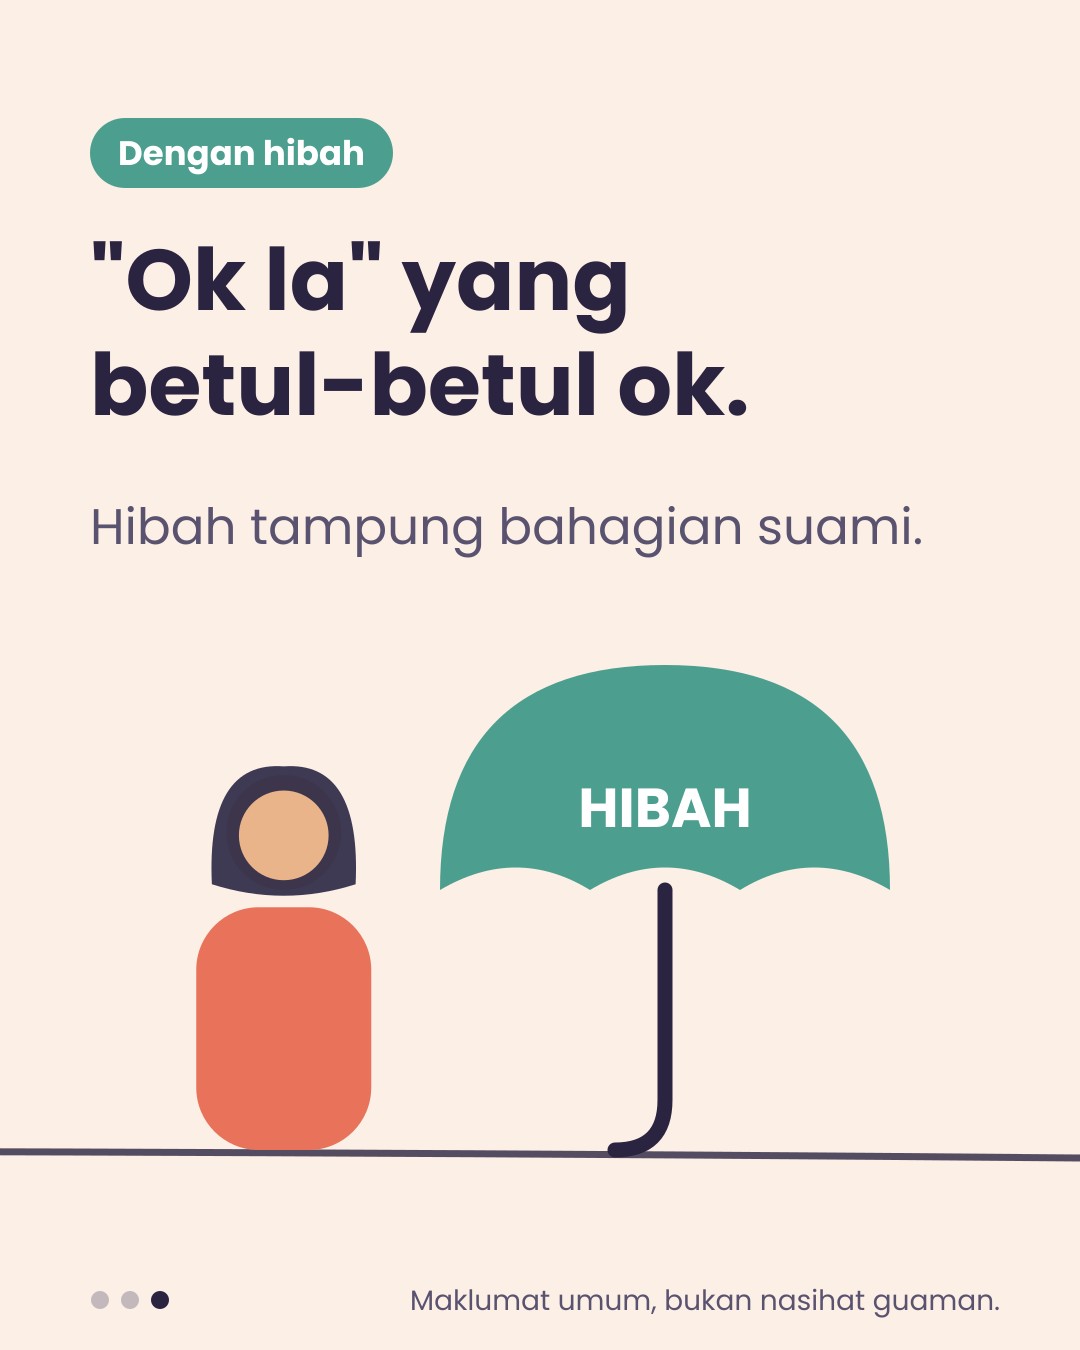 Dengan hibah
"Ok la" yang
betul-betul ok.
Hibah tampung bahagian suami.
HIBAH
Maklumat umum, bukan nasihat guaman.